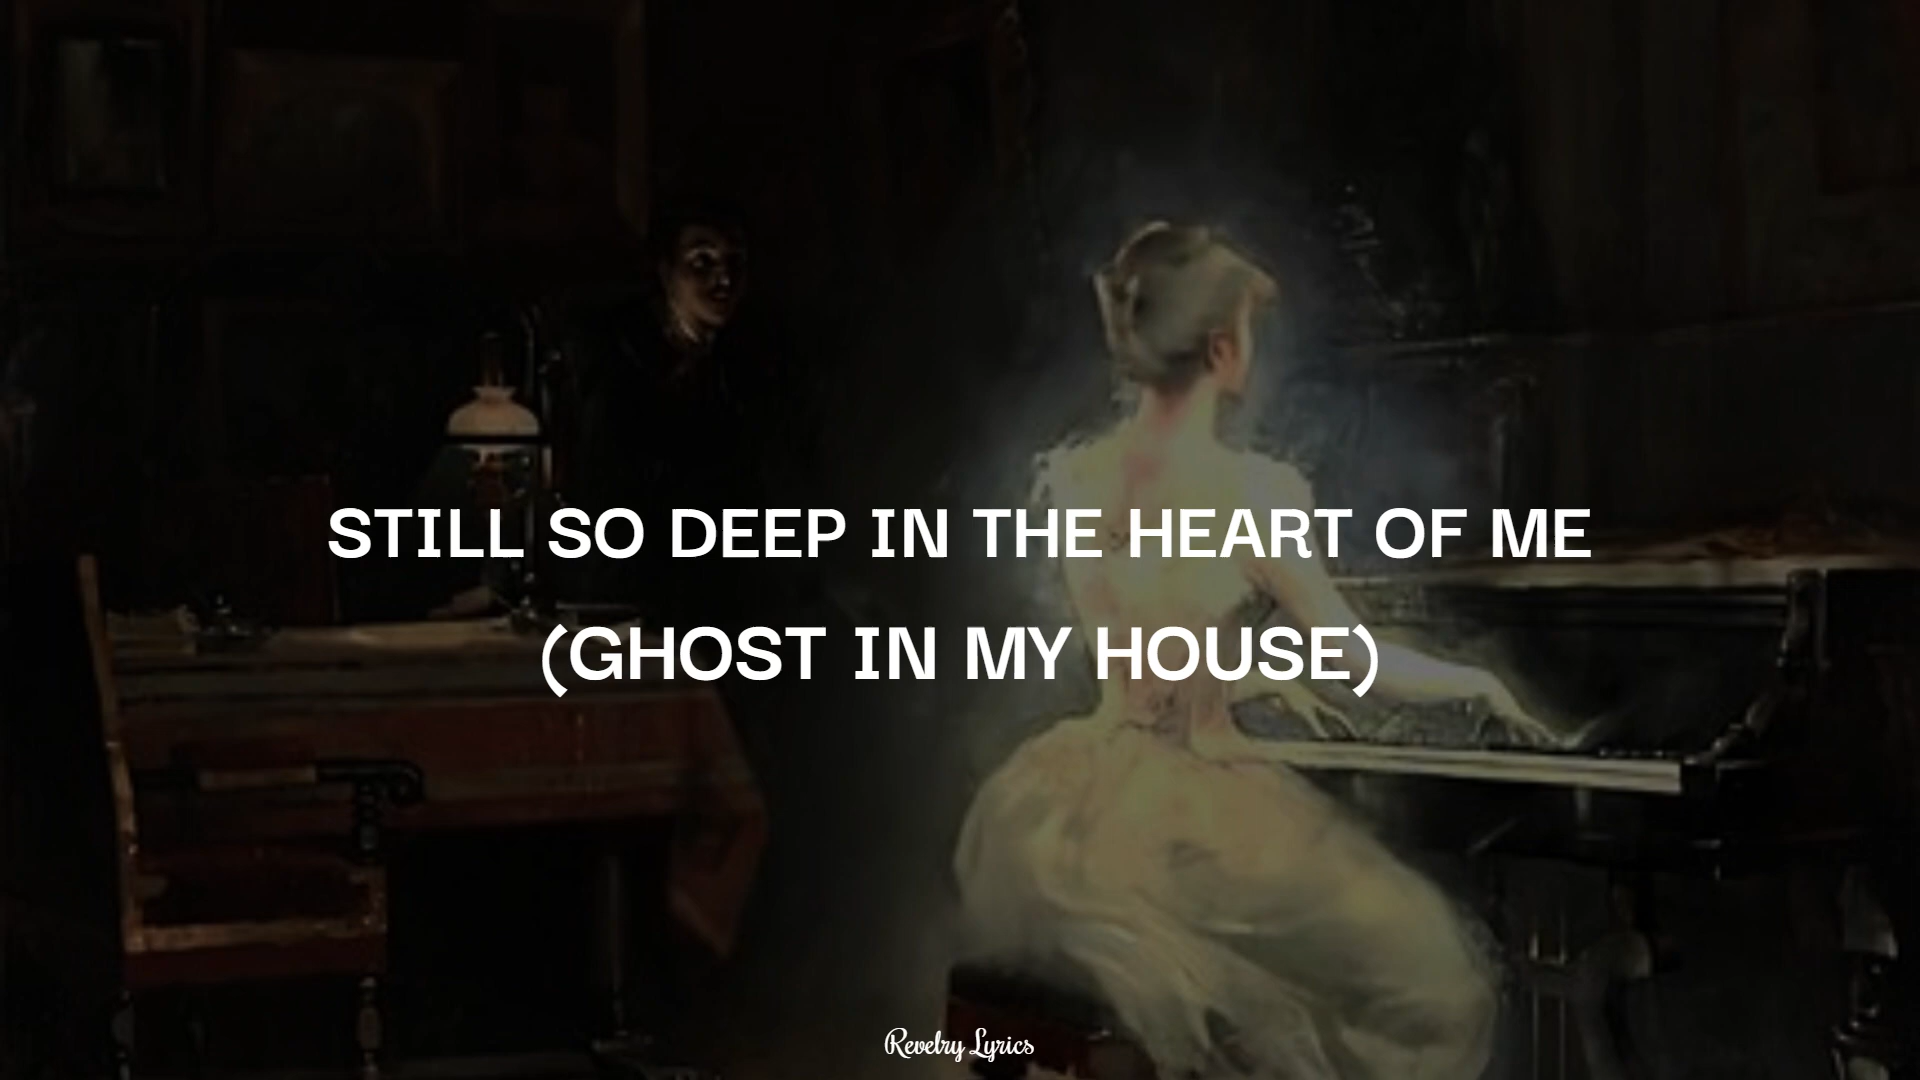 STILL SO DEEP IN THE HEART OF ME
(GHOST IN MY HOUSE)
Revelry Lyrics